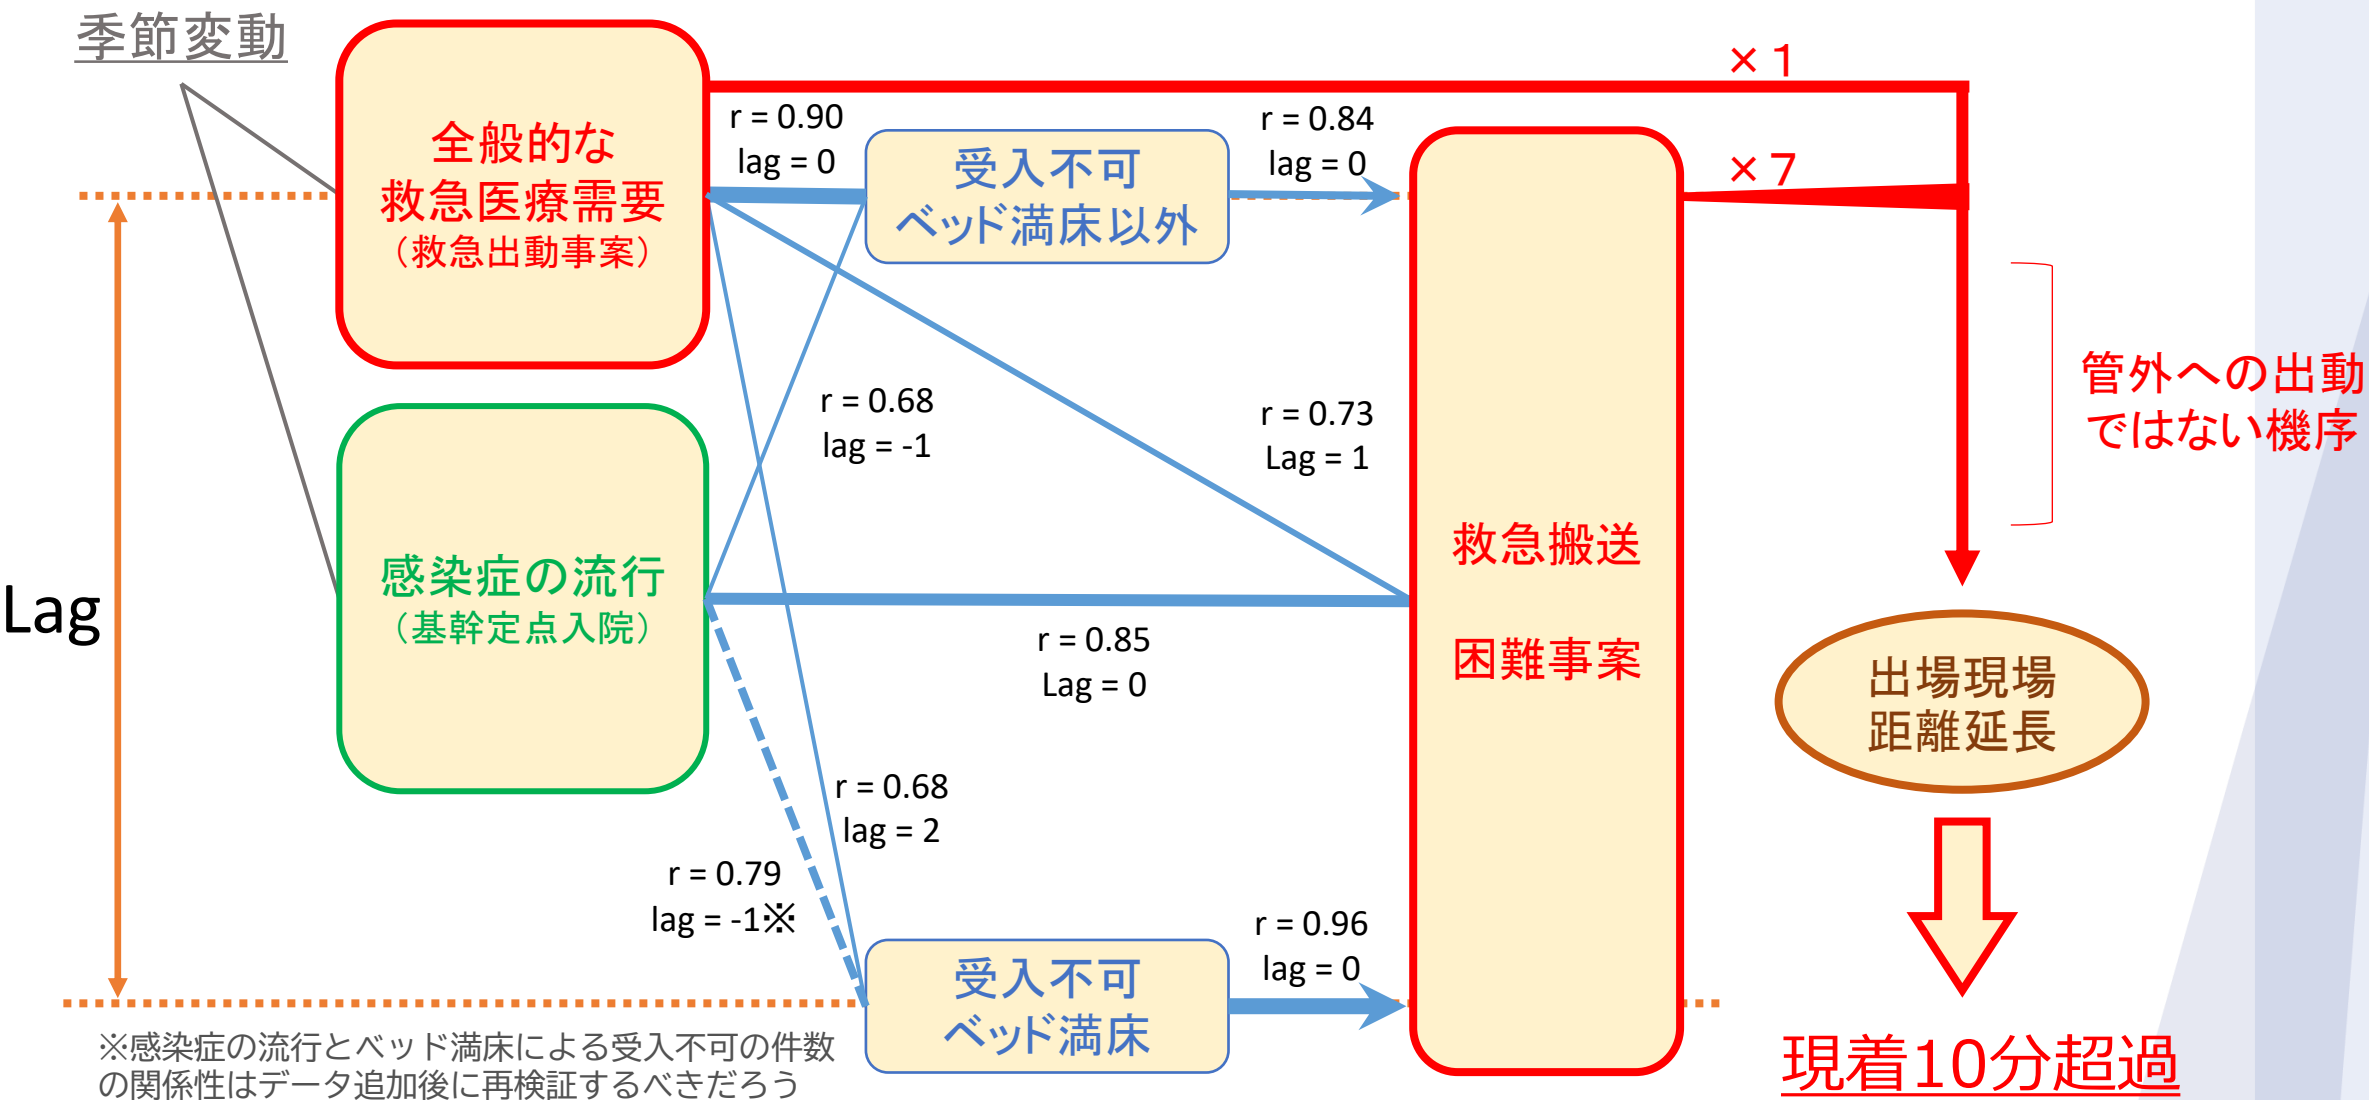 季節変動
全般的な
救急医療需要
（救急出動事案）
r = 0.90
lag = 0
受入不可
ベッド満床以外
r = 0.84
lag = 0
×１
×７
管外への出動
ではない機序
r = 0.68
lag = -1
r = 0.73
Lag = 1
救急搬送
困難事案
Lag
感染症の流行
（基幹定点入院）
r = 0.85
Lag = 0
出場現場
距離延長
r = 0.68
lag = 2
r = 0.79
lag = -1※
受入不可
ベッド満床
r = 0.96
lag = 0
現着10分超過
※感染症の流行とベッド満床による受入不可の件数
の関係性はデータ追加後に再検証するべきだろう